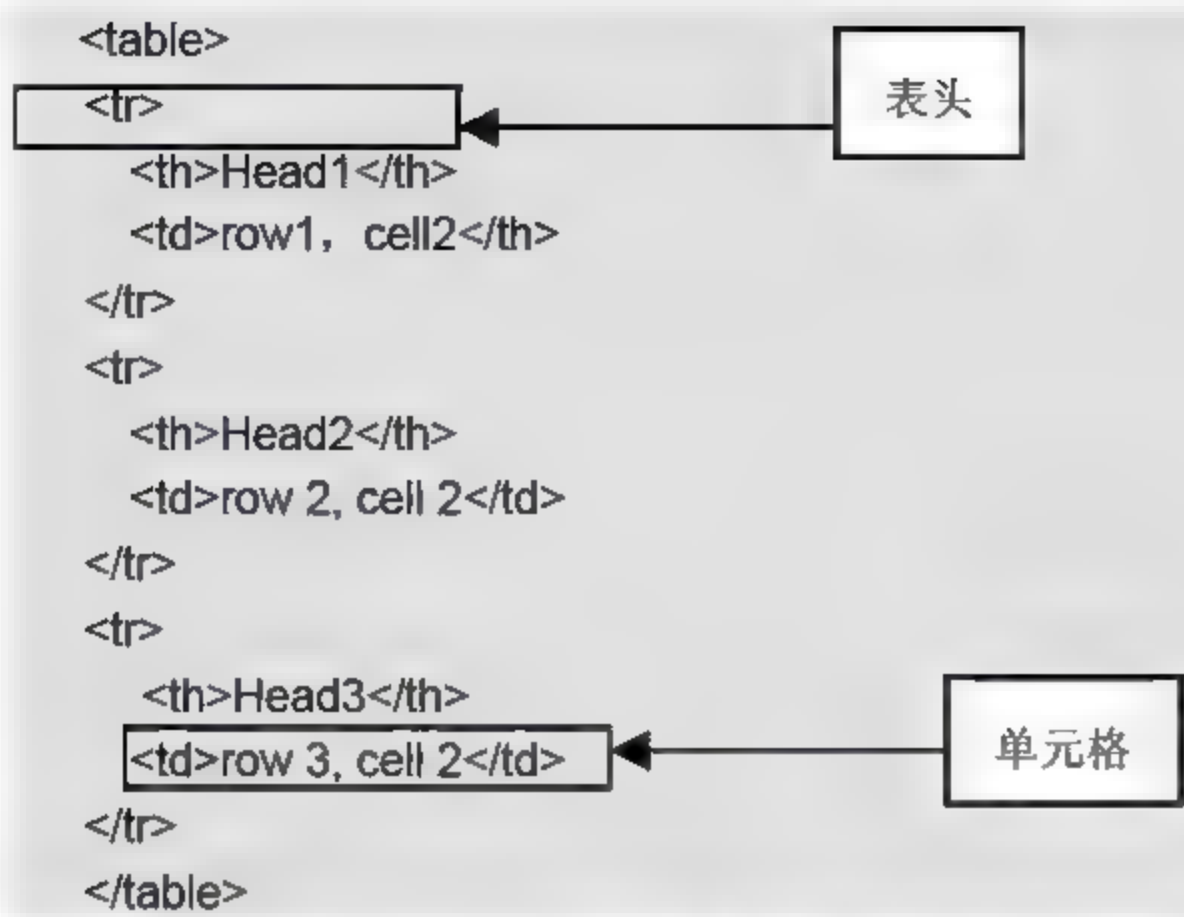 <table>
<tr>
表头
<th>Head1</th>
<td>row1，cell2</th>
</tr>
<tr>
<th>Head2</th>
<td>row 2, cell 2</td>
</tr>
<tr>
<th>Head3</th>
<td>row 3, cell 2</td>
单元格
</tr>
</table>